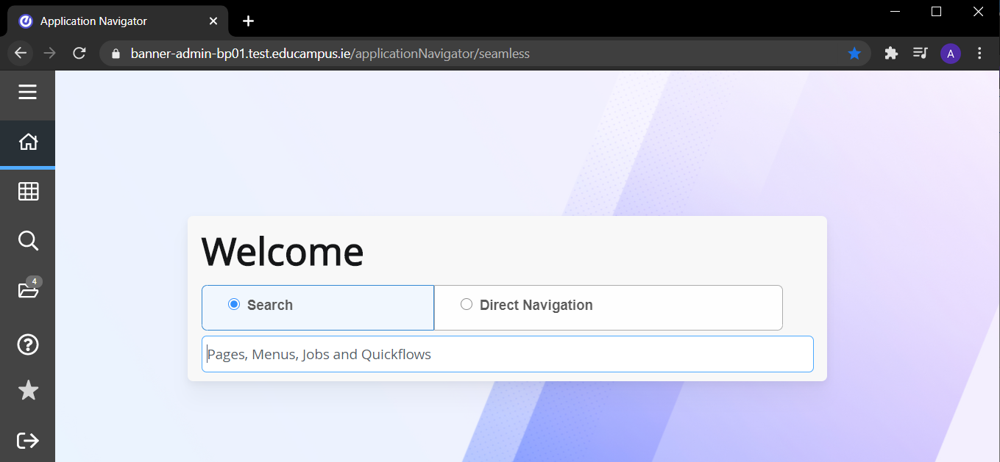 Application Navigator
banner-admin-bp01.test.educampus.ie/applicationNavigator/seamless
A
Welcome
Search Direct Navigation
Pages, Menus, Jobs and Quickflows
4